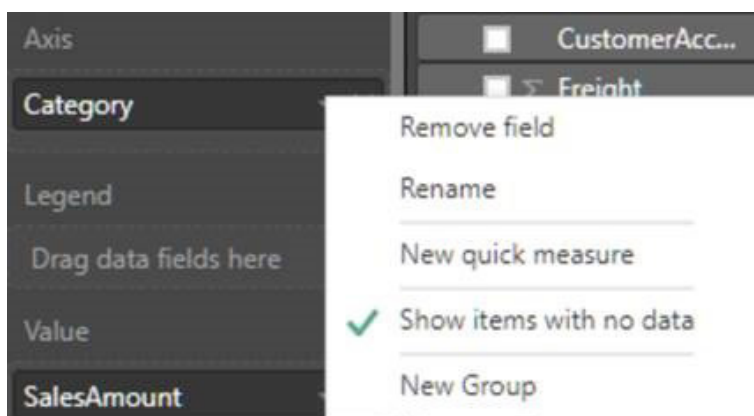 Axis
CustomerAcc...
Category
Σ Freight
Remove field
Legend
Rename
Drag data fields here
New quick measure
Value
Show items with no data
SalesAmount
New Group